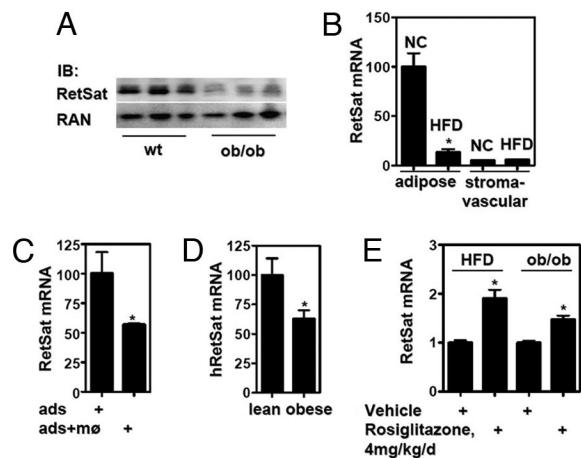 A
IB:
RetSat
RAN
wt ob/ob
B
RetSat mRNA
150
100
50
0
NC
HFD
*
NC HFD
adipose stroma-
vascular
C
RetSat mRNA
125
100
75
50
25
0
*
ads +
ads+mø +
D
hRetSat mRNA
125
100
75
50
25
0
*
lean obese
E
RetSat mRNA
3
2
1
0
HFD ob/ob
*
*
Vehicle + +
Rosiglitazone, + +
4mg/kg/d